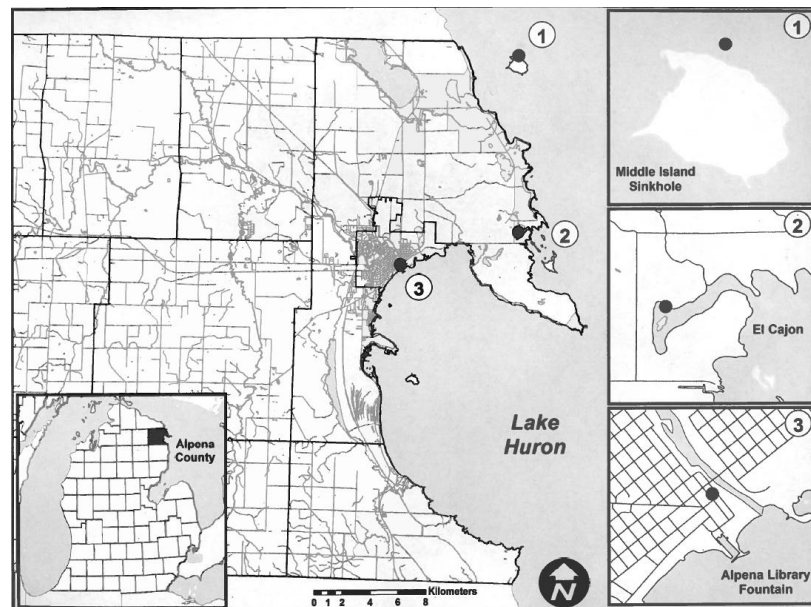 1
2
3
Lake
Huron
Alpena
County
Kilometers
0 1 2 4 6 8
N
1
Middle Island
Sinkhole
2
El Cajon
3
Alpena Library
Fountain